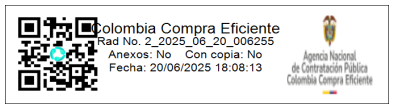 Colombia Compra Eficiente
Rad No. 2_2025_06_20_006255
Anexos: No Con copia: No
Fecha: 20/06/2025 18:08:13
Agencia Nacional
de Contratación Pública
Colombia Compra Eficiente